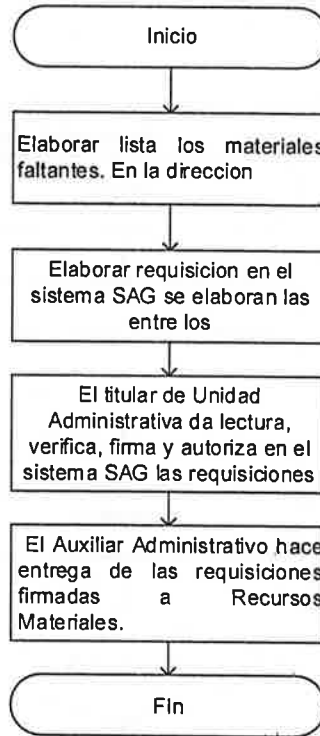 Inicio
Elaborar lista los materiales
faltantes. En la direccion
Elaborar requisicion en el
sistema SAG se elaboran las
entre los
El titular de Unidad
Administrativa da lectura,
verifica, firma y autoriza en el
sistema SAG las requisiciones
El Auxiliar Administrativo hace
entrega de las requisiciones
firmadas a Recursos
Materiales.
Fin